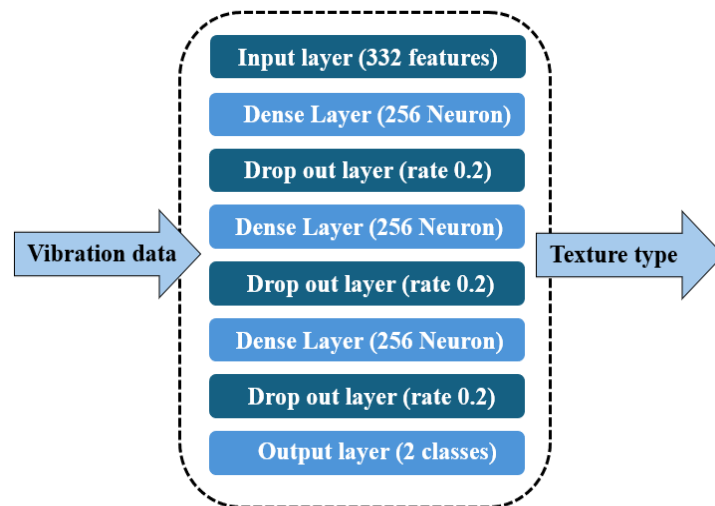 Input layer (332 features)
Dense Layer (256 Neuron)
Drop out layer (rate 0.2)
Vibration data
Dense Layer (256 Neuron)
Texture type
Drop out layer (rate 0.2)
Dense Layer (256 Neuron)
Drop out layer (rate 0.2)
Output layer (2 classes)